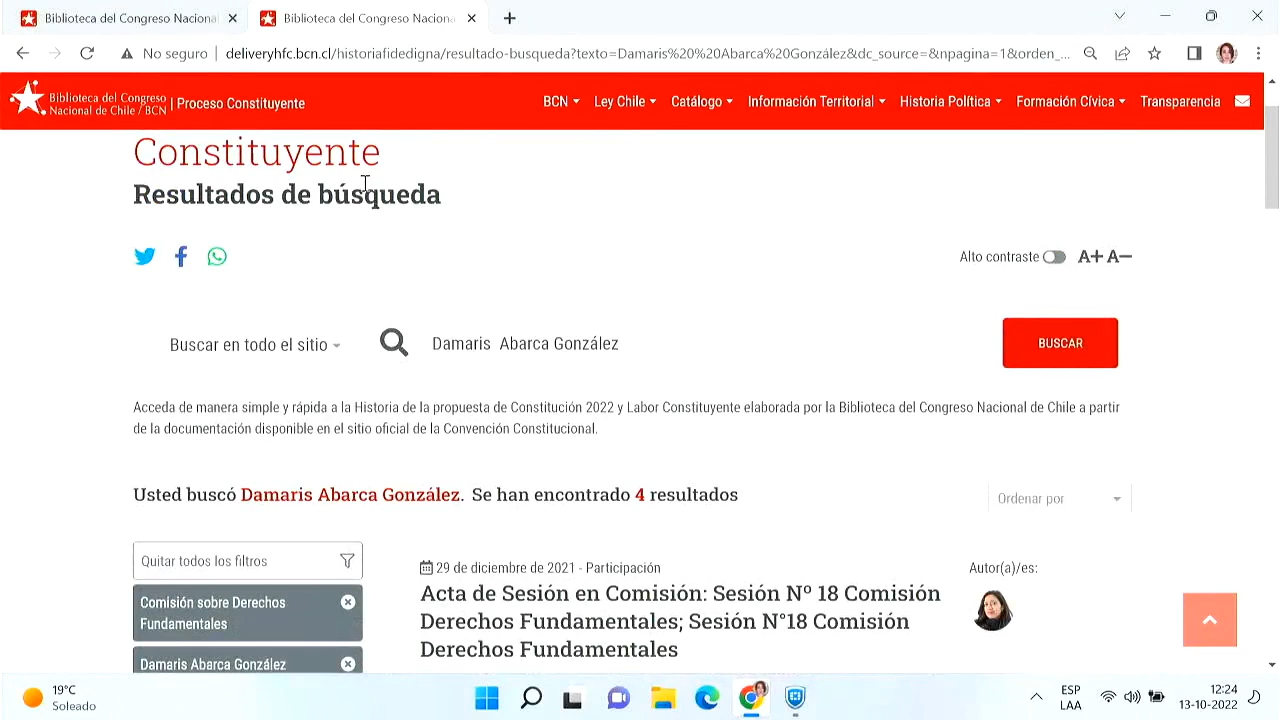 Biblioteca del Congreso Nacional
Biblioteca del Congreso Naciona
No seguro
deliveryhfc.bcn.cl/historiafidedigna/resultado-busqueda?texto=Damaris%20%20Abarca%20González&dc_source=&npagina=1&orden_...
Biblioteca del Congreso
Nacional de Chile / BCN
Proceso Constituyente
BCN
Ley Chile
Catálogo
Información Territorial
Historia Política
Formación Cívica
Transparencia
Constituyente
Resultados de búsqueda
Alto contraste
A+ A−
Buscar en todo el sitio
Damaris  Abarca González
BUSCAR
Acceda de manera simple y rápida a la Historia de la propuesta de Constitución 2022 y Labor Constituyente elaborada por la Biblioteca del Congreso Nacional de Chile a partir
de la documentación disponible en el sitio oficial de la Convención Constitucional.
Usted buscó Damaris Abarca González. Se han encontrado 4 resultados
Ordenar por
Quitar todos los filtros
Comisión sobre Derechos
Fundamentales
Damaris Abarca González
29 de diciembre de 2021 - Participación
Autor(a)/es:
Acta de Sesión en Comisión: Sesión Nº 18 Comisión
Derechos Fundamentales; Sesión N°18 Comisión
Derechos Fundamentales
19°C
Soleado
ESP
LAA
12:24
13-10-2022